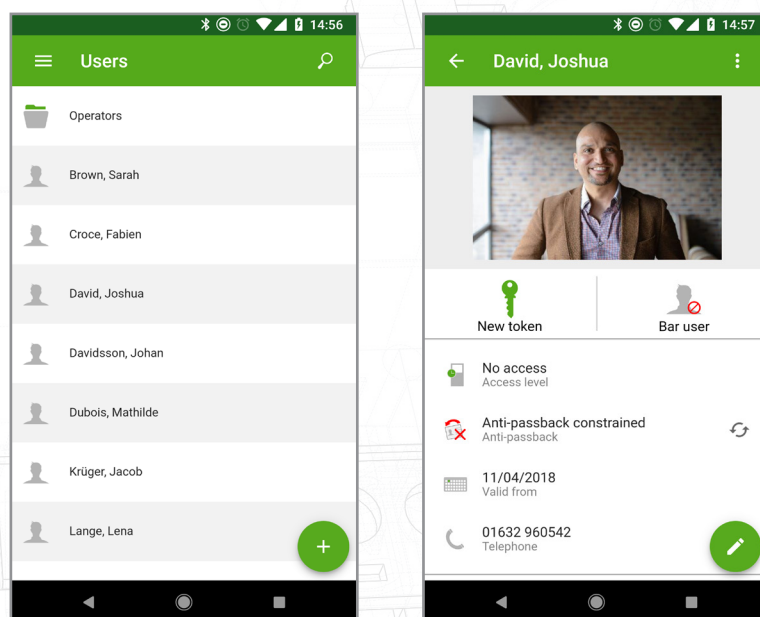 14:56
Users
Operators
Brown, Sarah
Croce, Fabien
David, Joshua
Davidsson, Johan
Dubois, Mathilde
Krüger, Jacob
Lange, Lena
14:57
David, Joshua
New token
Bar user
No access
Access level
Anti-passback constrained
Anti-passback
11/04/2018
Valid from
01632 960542
Telephone